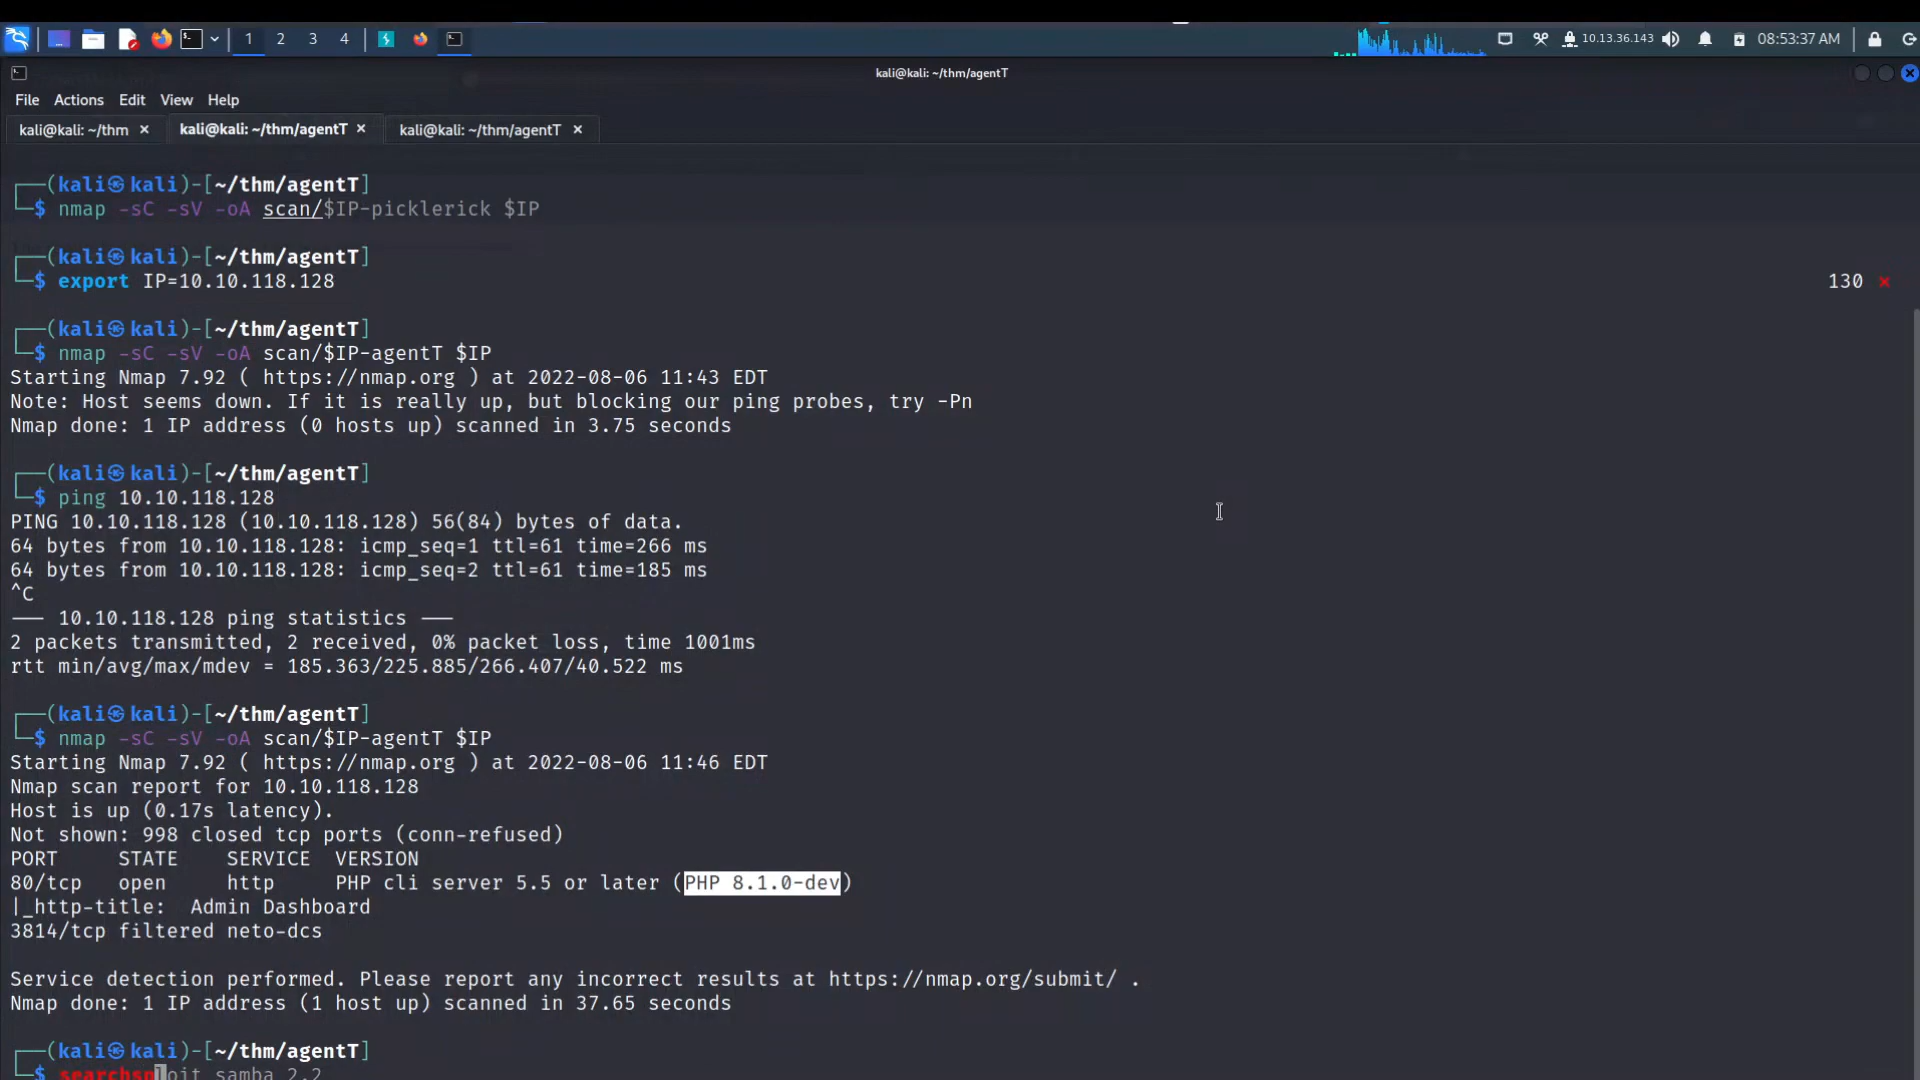 1 2 3 4 10.13.36.143 08:53:37 AM
kali@kali: ~/thm/agentT
File Actions Edit View Help
kali@kali: ~/thm × kali@kali: ~/thm/agentT × kali@kali: ~/thm/agentT ×
┌──(kali㉿kali)-[~/thm/agentT]
└─$ nmap -sC -sV -oA scan/$IP-picklerick $IP
┌──(kali㉿kali)-[~/thm/agentT]
└─$ export IP=10.10.118.128 130 ⨯
┌──(kali㉿kali)-[~/thm/agentT]
└─$ nmap -sC -sV -oA scan/$IP-agentT $IP
Starting Nmap 7.92 ( https://nmap.org ) at 2022-08-06 11:43 EDT
Note: Host seems down. If it is really up, but blocking our ping probes, try -Pn
Nmap done: 1 IP address (0 hosts up) scanned in 3.75 seconds
┌──(kali㉿kali)-[~/thm/agentT]
└─$ ping 10.10.118.128
PING 10.10.118.128 (10.10.118.128) 56(84) bytes of data.
64 bytes from 10.10.118.128: icmp_seq=1 ttl=61 time=266 ms
64 bytes from 10.10.118.128: icmp_seq=2 ttl=61 time=185 ms
^C
--- 10.10.118.128 ping statistics ---
2 packets transmitted, 2 received, 0% packet loss, time 1001ms
rtt min/avg/max/mdev = 185.363/225.885/266.407/40.522 ms
┌──(kali㉿kali)-[~/thm/agentT]
└─$ nmap -sC -sV -oA scan/$IP-agentT $IP
Starting Nmap 7.92 ( https://nmap.org ) at 2022-08-06 11:46 EDT
Nmap scan report for 10.10.118.128
Host is up (0.17s latency).
Not shown: 998 closed tcp ports (conn-refused)
PORT STATE SERVICE VERSION
80/tcp open http PHP cli server 5.5 or later (PHP 8.1.0-dev)
|_http-title: Admin Dashboard
3814/tcp filtered neto-dcs
Service detection performed. Please report any incorrect results at https://nmap.org/submit/ .
Nmap done: 1 IP address (1 host up) scanned in 37.65 seconds
┌──(kali㉿kali)-[~/thm/agentT]
└─$ searchsploit samba 2.2